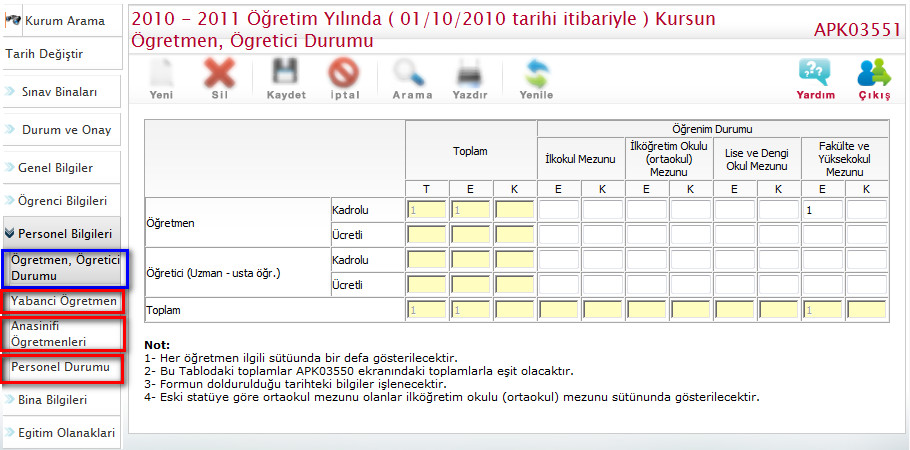 Kurum Arama
Tarih Değiştir
Sınav Binaları
Durum ve Onay
Genel Bilgiler
Öğrenci Bilgileri
Personel Bilgileri
Öğretmen, Öğretici
Durumu
Yabanci Ögretmen
Anasinifi
Ögretmenleri
Personel Durumu
Bina Bilgileri
Egitim Olanaklari
2010 - 2011 Öğretim Yılında ( 01/10/2010 tarihi itibariyle ) Kursun
Ögretmen, Ögretici Durumu
APK03551
Yeni Sil Kaydet İptal Arama Yazdır Yenile Yardım Çıkış
Toplam Öğrenim Durumu
İlkokul Mezunu İlköğretim Okulu (ortaokul) Mezunu Lise ve Dengi Okul Mezunu Fakülte ve Yüksekokul Mezunu
T E K E K E K E K E K
Öğretmen Kadrolu 1 1 1
Ücretli
Öğretici (Uzman - usta öğr.) Kadrolu
Ücretli
Toplam 1 1 1
Not:
1- Her öğretmen ilgili sütüunda bir defa gösterilecektir.
2- Bu Tablodaki toplamlar APK03550 ekranındaki toplamlarla eşit olacaktır.
3- Formun doldurulduğu tarihteki bilgiler işlenecektir.
4- Eski statüye göre ortaokul mezunu olanlar ilköğretim okulu (ortaokul) mezunu sütununda gösterilecektir.